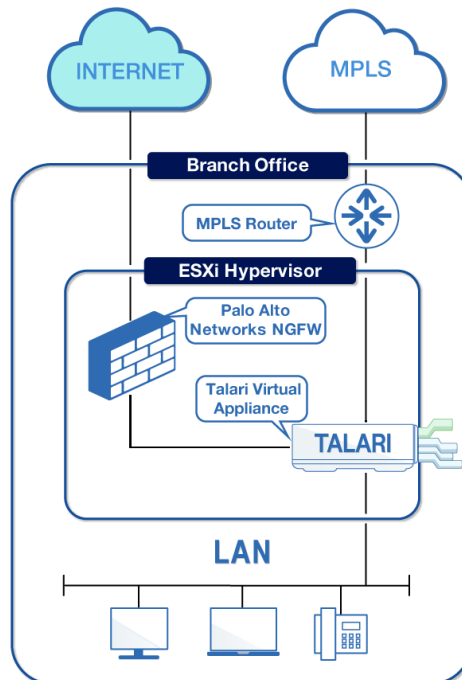 INTERNET
MPLS
Branch Office
MPLS Router
ESXi Hypervisor
Palo Alto
Networks NGFW
Talari Virtual
Appliance
TALARI
LAN